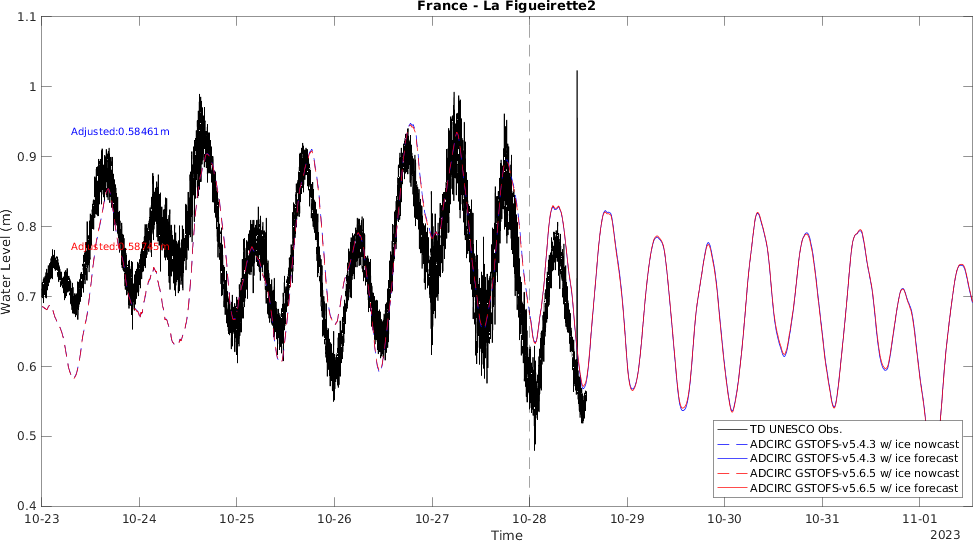 France - La Figueirette2
1.1
1
0.9
0.8
0.7
0.6
0.5
0.4
Water Level (m)
Adjusted:0.58461m
TD UNESCO Obs.
ADCIRC GSTOFS-v5.4.3 w/ ice nowcast
ADCIRC GSTOFS-v5.4.3 w/ ice forecast
ADCIRC GSTOFS-v5.6.5 w/ ice nowcast
ADCIRC GSTOFS-v5.6.5 w/ ice forecast
10-23 10-24 10-25 10-26 10-27 10-28 10-29 10-30 10-31 11-01
Time
2023